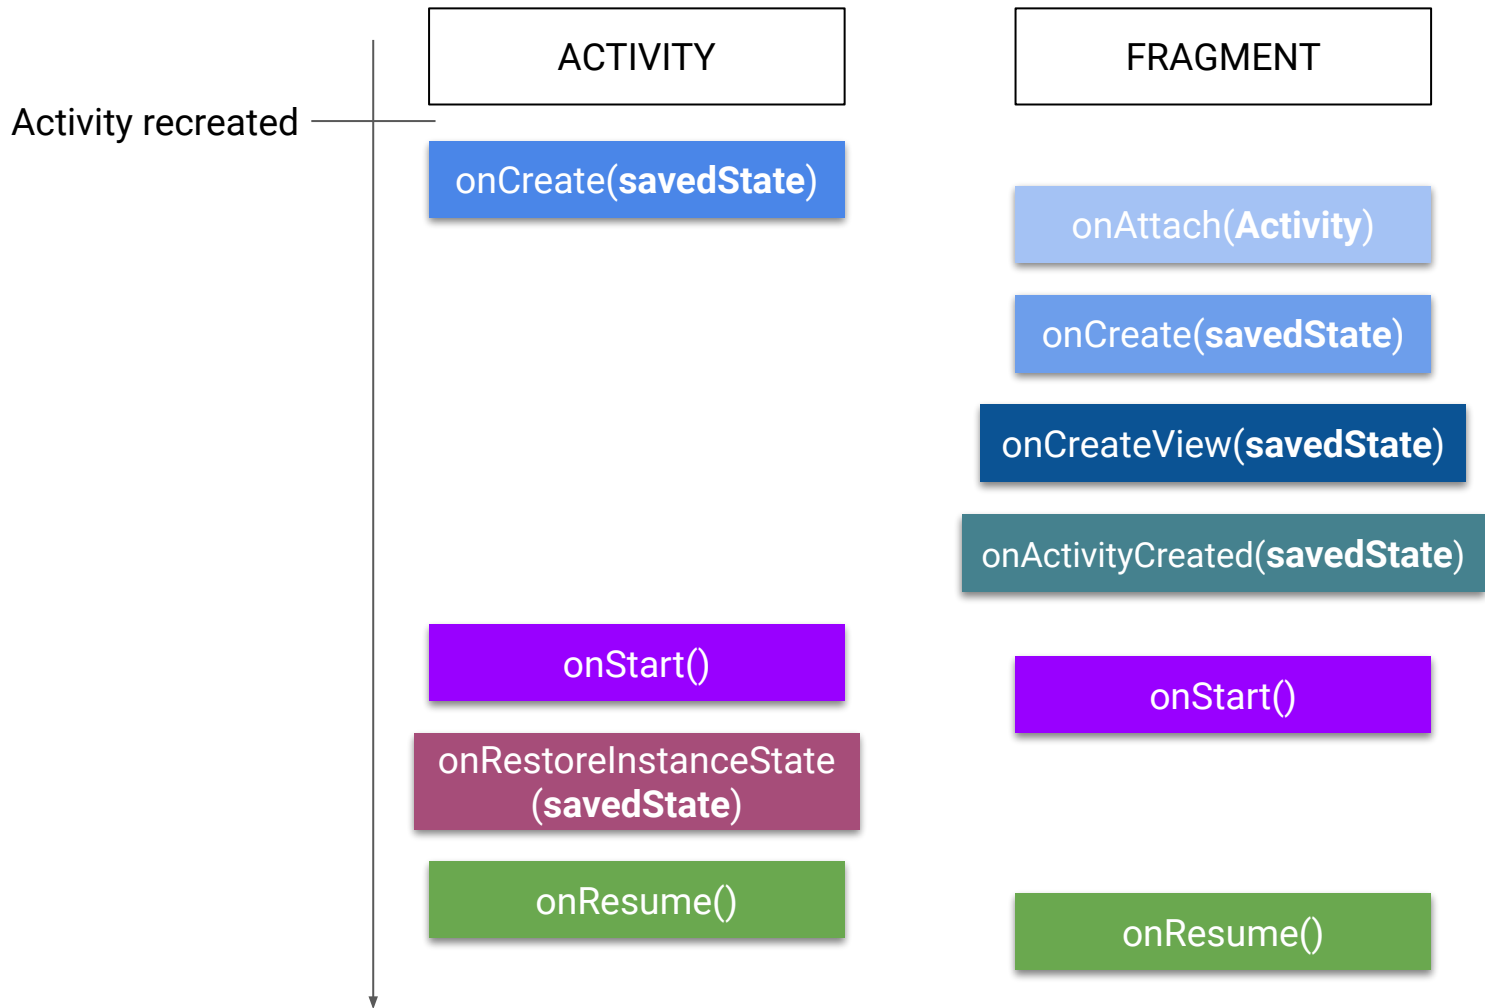 ACTIVITY
FRAGMENT
Activity recreated
onCreate(savedState)
onAttach(Activity)
onCreate(savedState)
onCreateView(savedState)
onActivityCreated(savedState)
onStart()
onStart()
onRestoreInstanceState
(savedState)
onResume()
onResume()